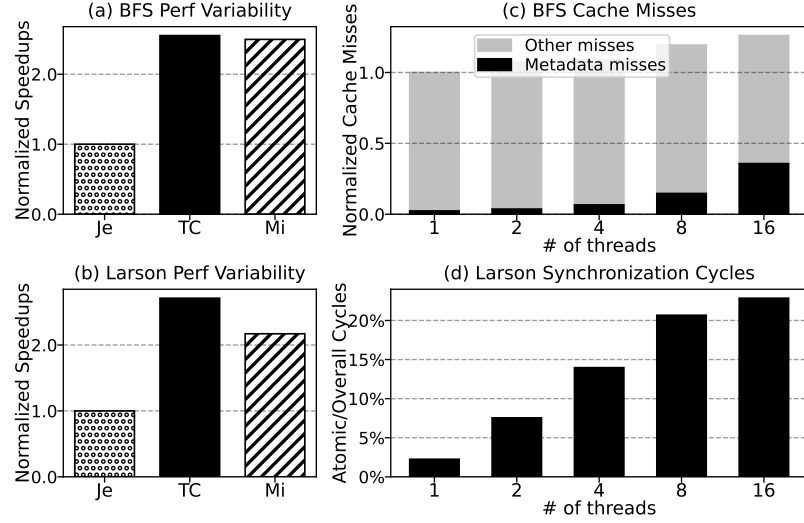 (a) BFS Perf Variability
Normalized Speedups
2.0
1.0
0.0
Je TC Mi
(c) BFS Cache Misses
Normalized Cache Misses
Other misses
Metadata misses
1.0
0.5
0.0
1 2 4 8 16
# of threads
(b) Larson Perf Variability
Normalized Speedups
2.0
1.0
0.0
Je TC Mi
(d) Larson Synchronization Cycles
Atomic/Overall Cycles
20%
15%
10%
5%
0%
1 2 4 8 16
# of threads